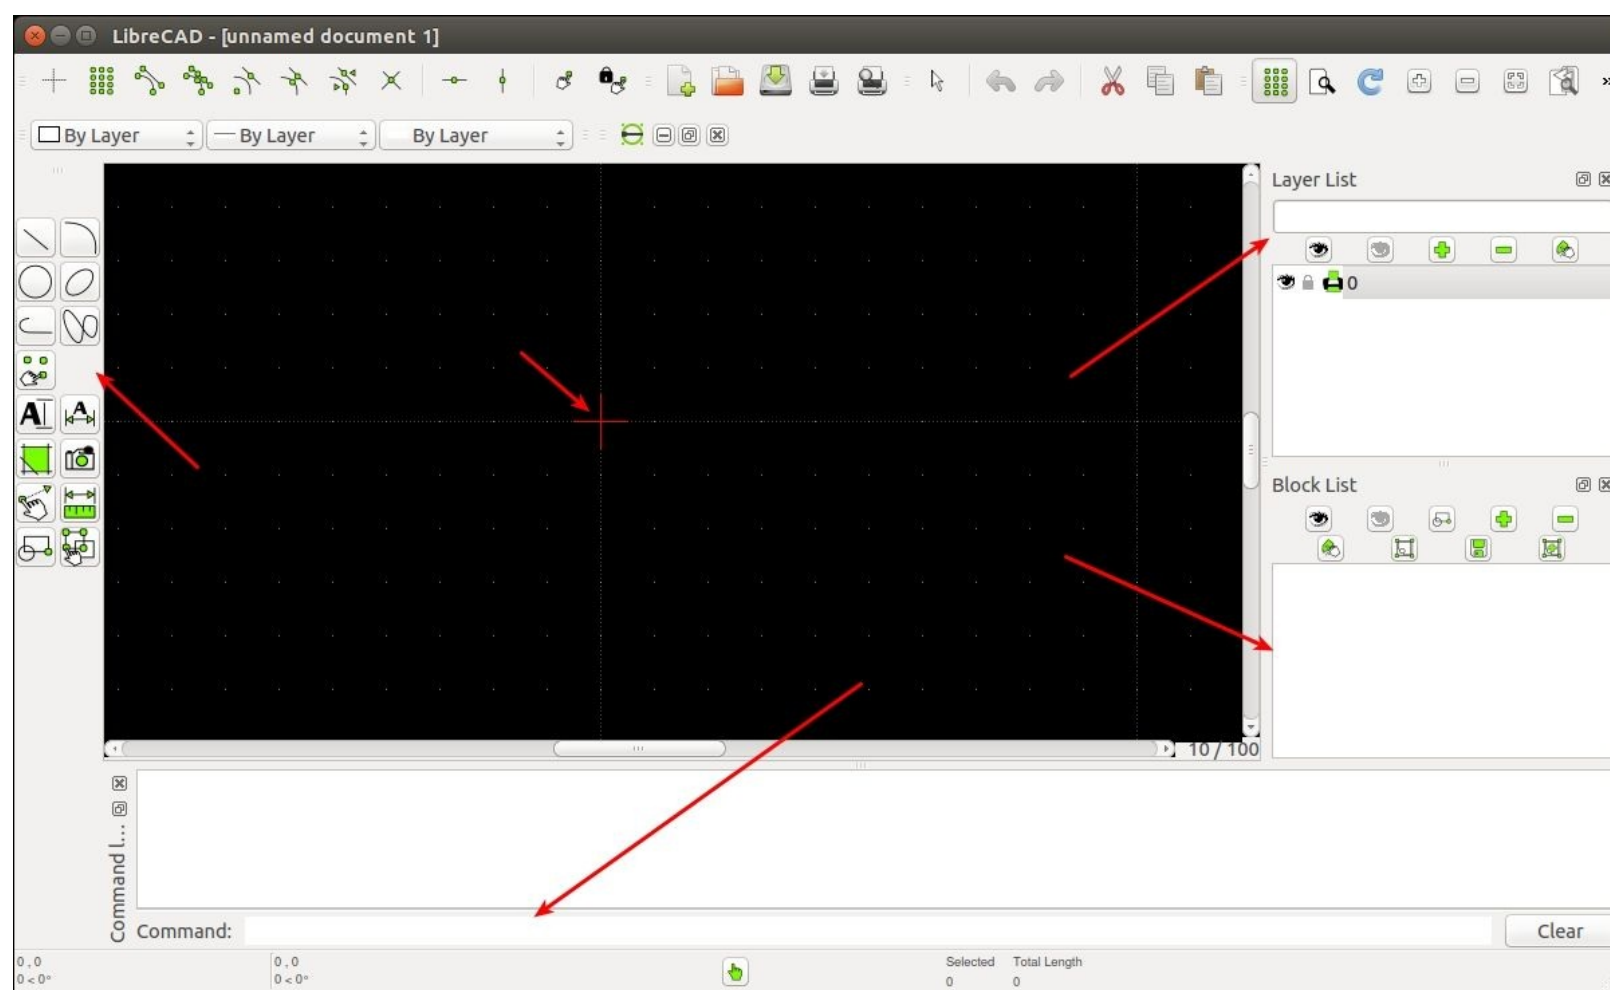 LibreCAD - [unnamed document 1]
»
By Layer
By Layer
By Layer
Layer List
0
A
A
Block List
10 / 100
Command l...
Command:
Clear
0 , 0
0 < 0°
0 , 0
0 < 0°
Selected
0
Total Length
0